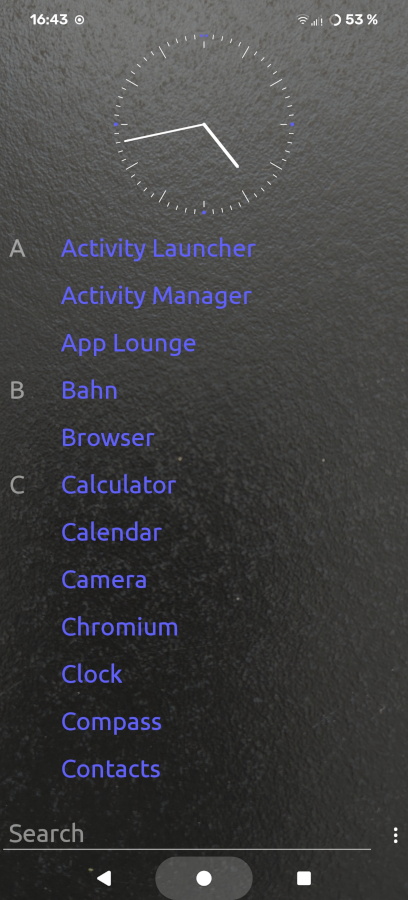 16:43 53 %
A Activity Launcher
Activity Manager
App Lounge
B Bahn
Browser
C Calculator
Calendar
Camera
Chromium
Clock
Compass
Contacts
Search